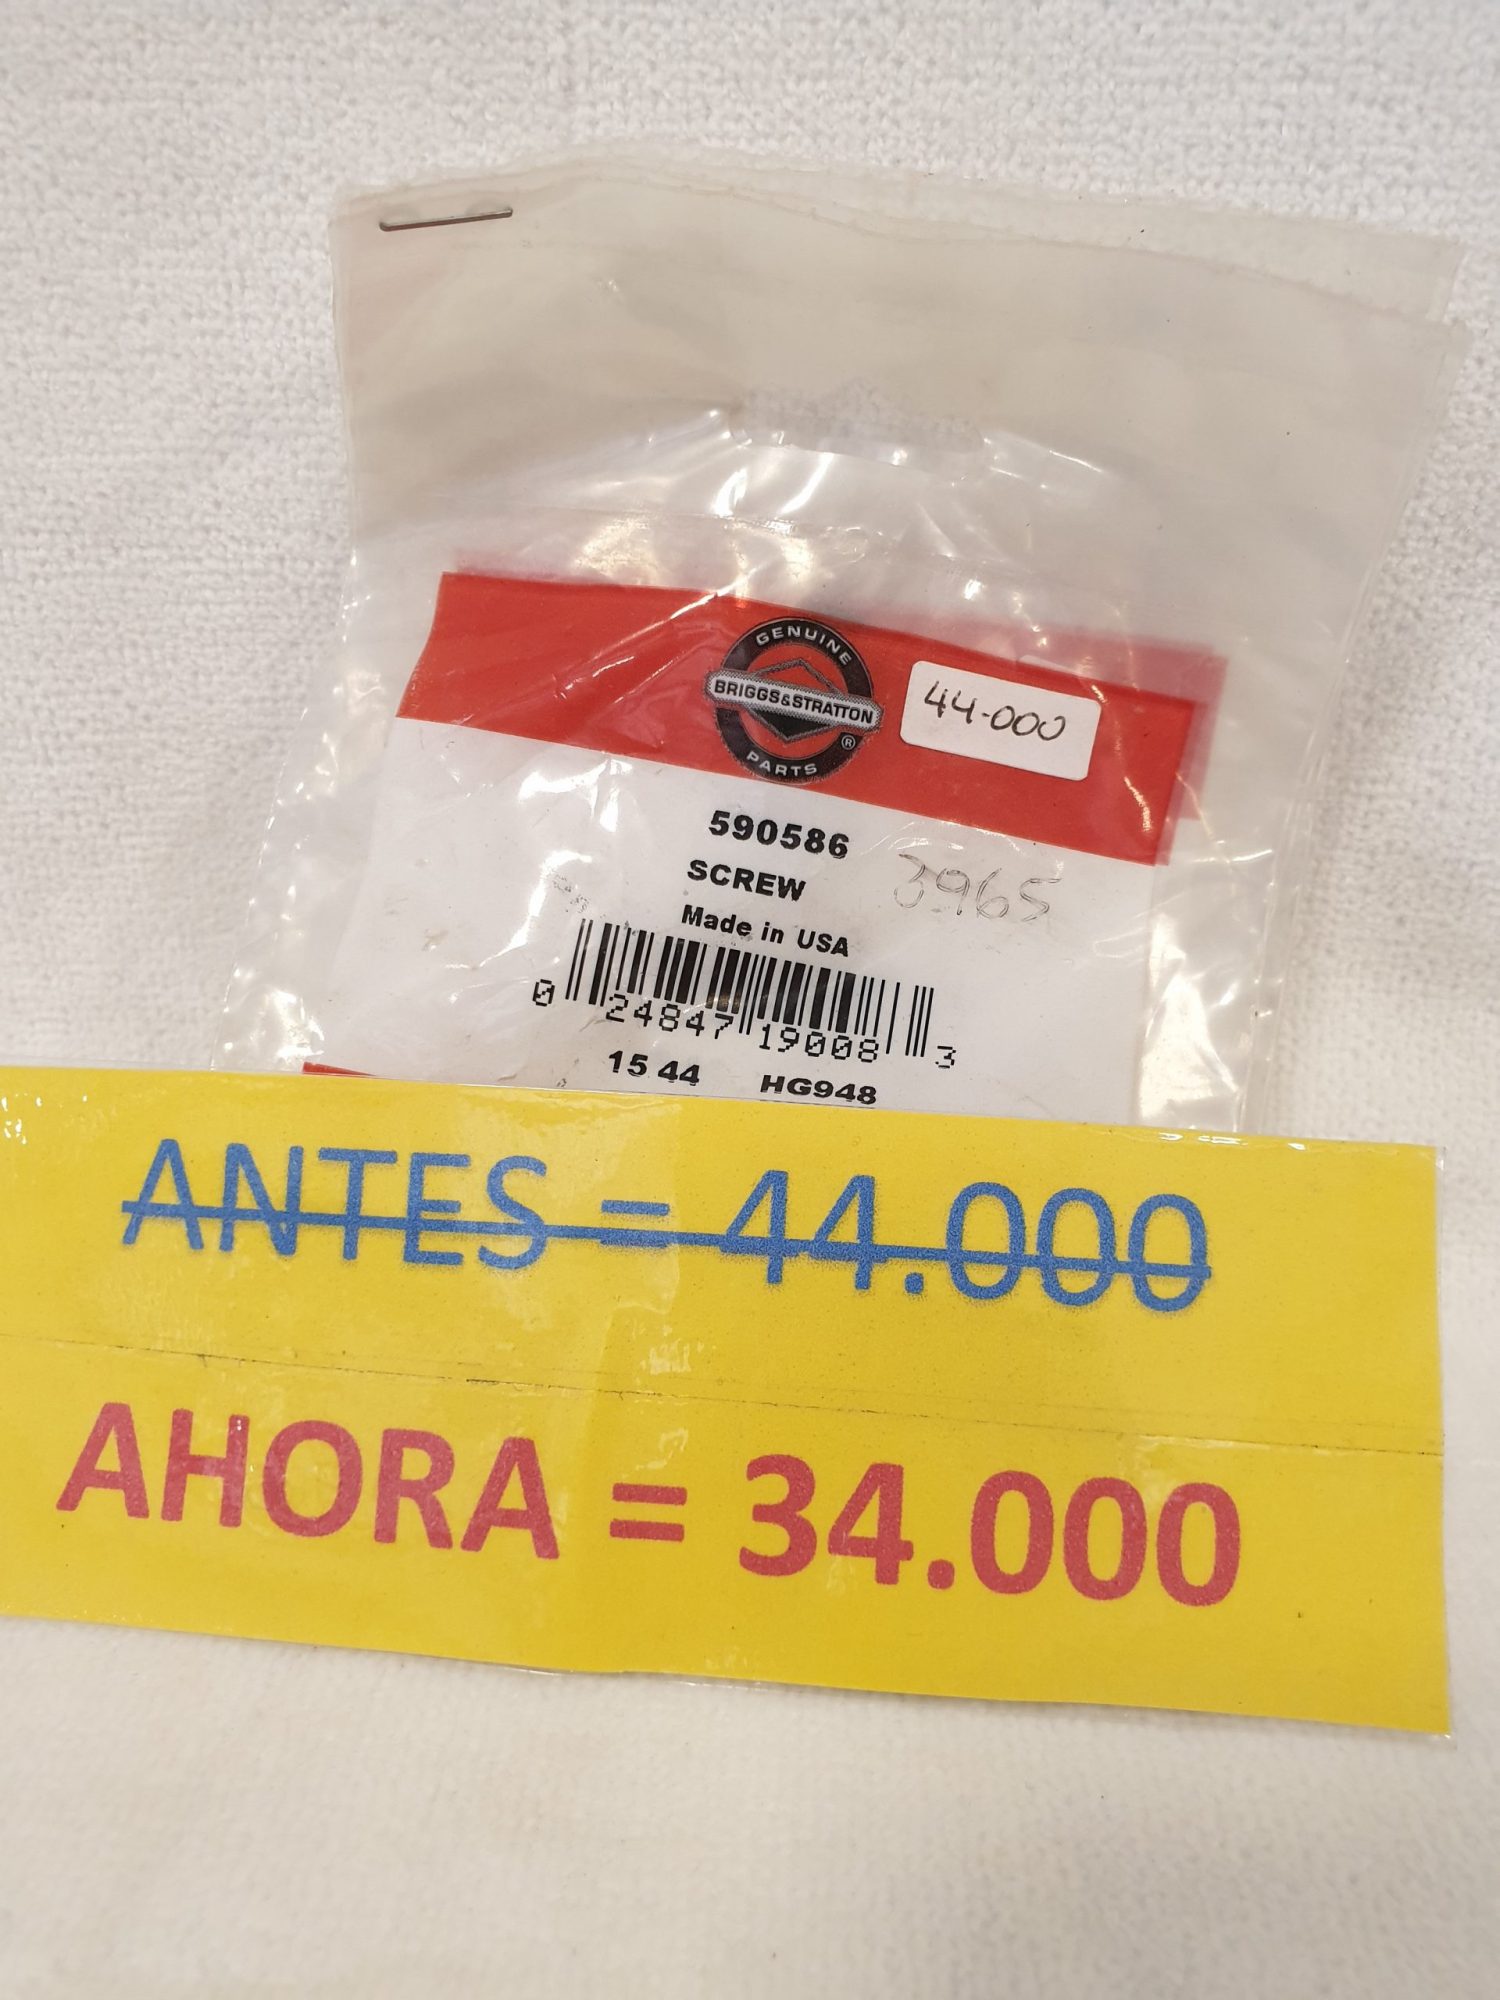 GENUINE
BRIGGS&STRATTON
®
PARTS
44-000
590586
SCREW
3965
Made in USA
0 24847 19008 3
15 44 HG948
ANTES = 44.000
AHORA = 34.000